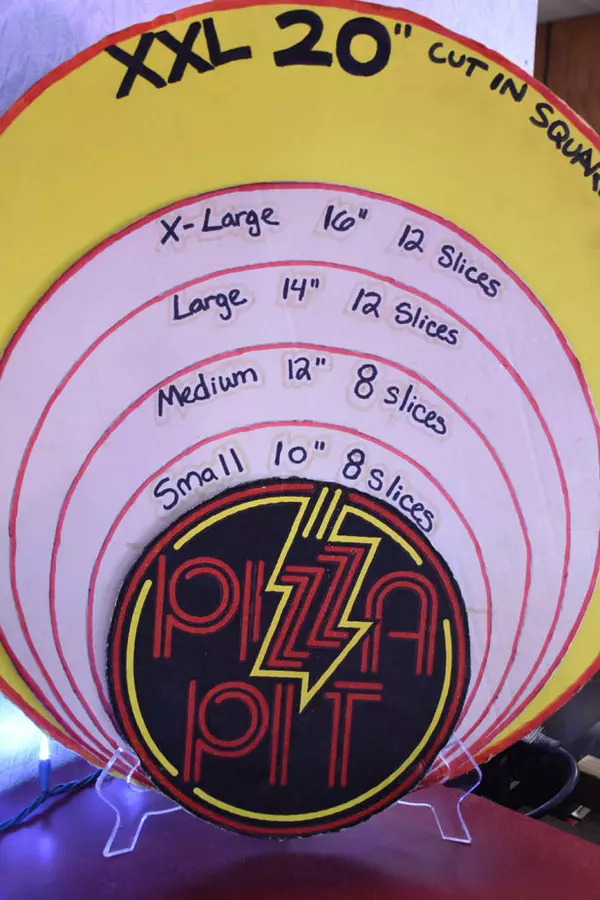 XXL 20" CUT IN
X-Large 16" 12 Slices
Large 14" 12 Slices
Medium 12" 8 slices
Small 10" 8 slices
PIZZA
PIT